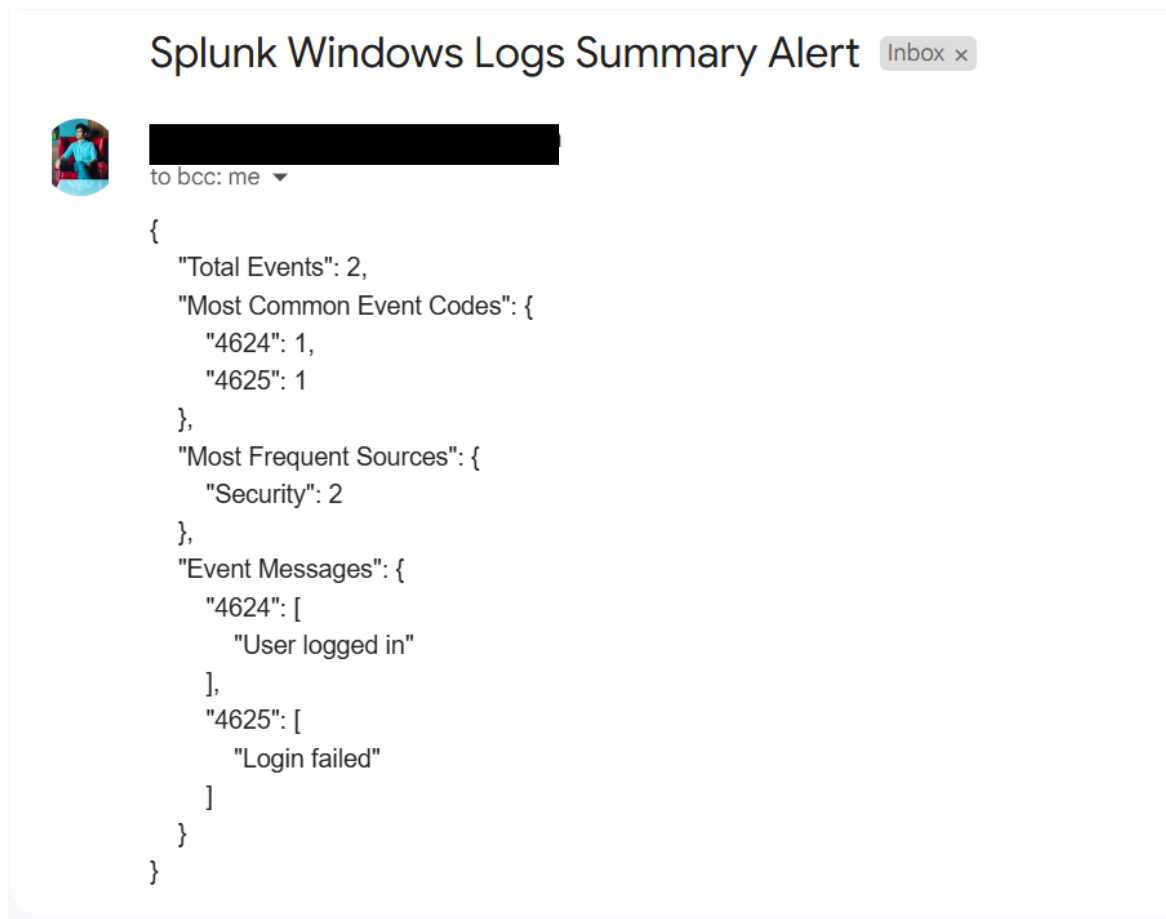 Splunk Windows Logs Summary Alert Inbox ×
to bcc: me
{
"Total Events": 2,
"Most Common Event Codes": {
"4624": 1,
"4625": 1
},
"Most Frequent Sources": {
"Security": 2
},
"Event Messages": {
"4624": [
"User logged in"
],
"4625": [
"Login failed"
]
}
}